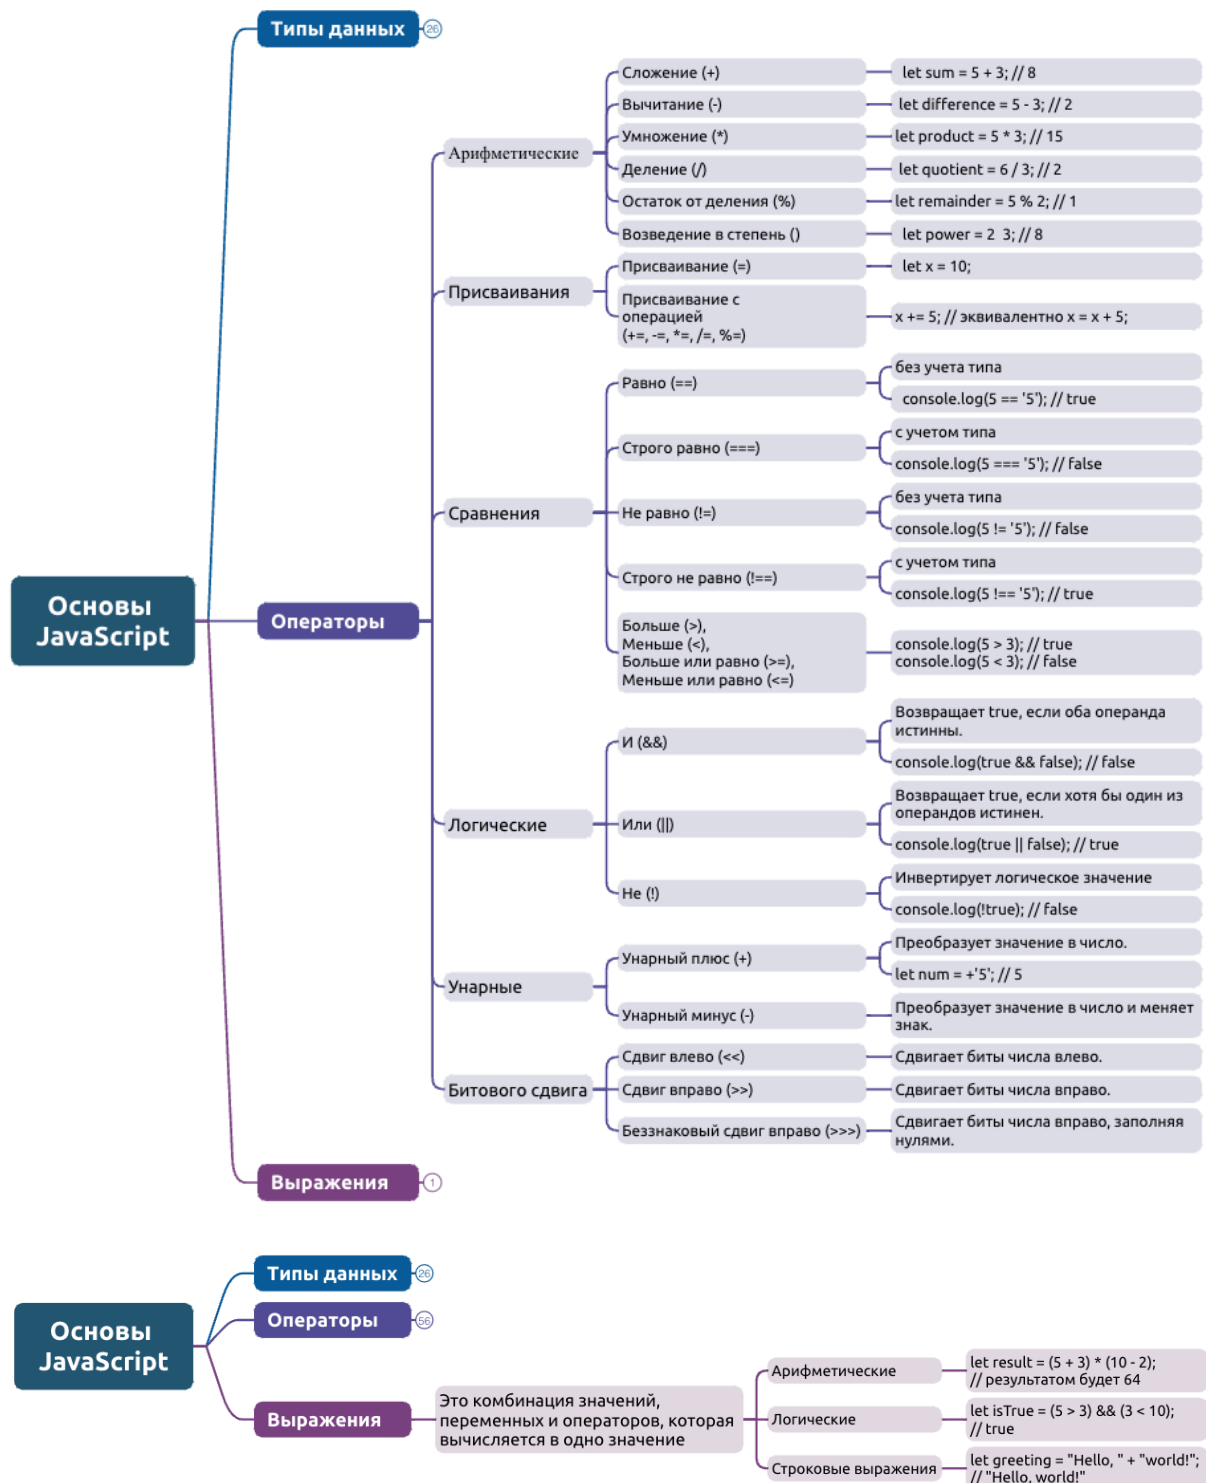 Типы данных
26
Сложение (+)
let sum = 5 + 3; // 8
Вычитание (-)
let difference = 5 - 3; // 2
Умножение (*)
let product = 5 * 3; // 15
Арифметические
Деление (/)
let quotient = 6 / 3; // 2
Остаток от деления (%)
let remainder = 5 % 2; // 1
Возведение в степень ()
let power = 2  3; // 8
Присваивания
Присваивание (=)
let x = 10;
Присваивание с
операцией
(+=, -=, *=, /=, %=)
x += 5; // эквивалентно x = x + 5;
Сравнения
Равно (==)
без учета типа
console.log(5 == '5'); // true
Строго равно (===)
с учетом типа
console.log(5 === '5'); // false
Не равно (!=)
без учета типа
console.log(5 != '5'); // false
Строго не равно (!==)
с учетом типа
console.log(5 !== '5'); // true
Основы
JavaScript
Операторы
Больше (>),
Меньше (<),
Больше или равно (>=),
Меньше или равно (<=)
console.log(5 > 3); // true
console.log(5 < 3); // false
Логические
И (&&)
Возвращает true, если оба операнда
истинны.
console.log(true && false); // false
Или (||)
Возвращает true, если хотя бы один из
операндов истинен.
console.log(true || false); // true
Не (!)
Инвертирует логическое значение
console.log(!true); // false
Унарные
Унарный плюс (+)
Преобразует значение в число.
let num = +'5'; // 5
Унарный минус (-)
Преобразует значение в число и меняет
знак.
Битового сдвига
Сдвиг влево (<<)
Сдвигает биты числа влево.
Сдвиг вправо (>>)
Сдвигает биты числа вправо.
Беззнаковый сдвиг вправо (>>>)
Сдвигает биты числа вправо, заполняя
нулями.
Выражения
1
Типы данных
26
Операторы
56
Основы
JavaScript
Выражения
Это комбинация значений,
переменных и операторов, которая
вычисляется в одно значение
Арифметические
let result = (5 + 3) * (10 - 2);
// результатом будет 64
Логические
let isTrue = (5 > 3) && (3 < 10);
// true
Строковые выражения
let greeting = "Hello, " + "world!";
// "Hello, world!"